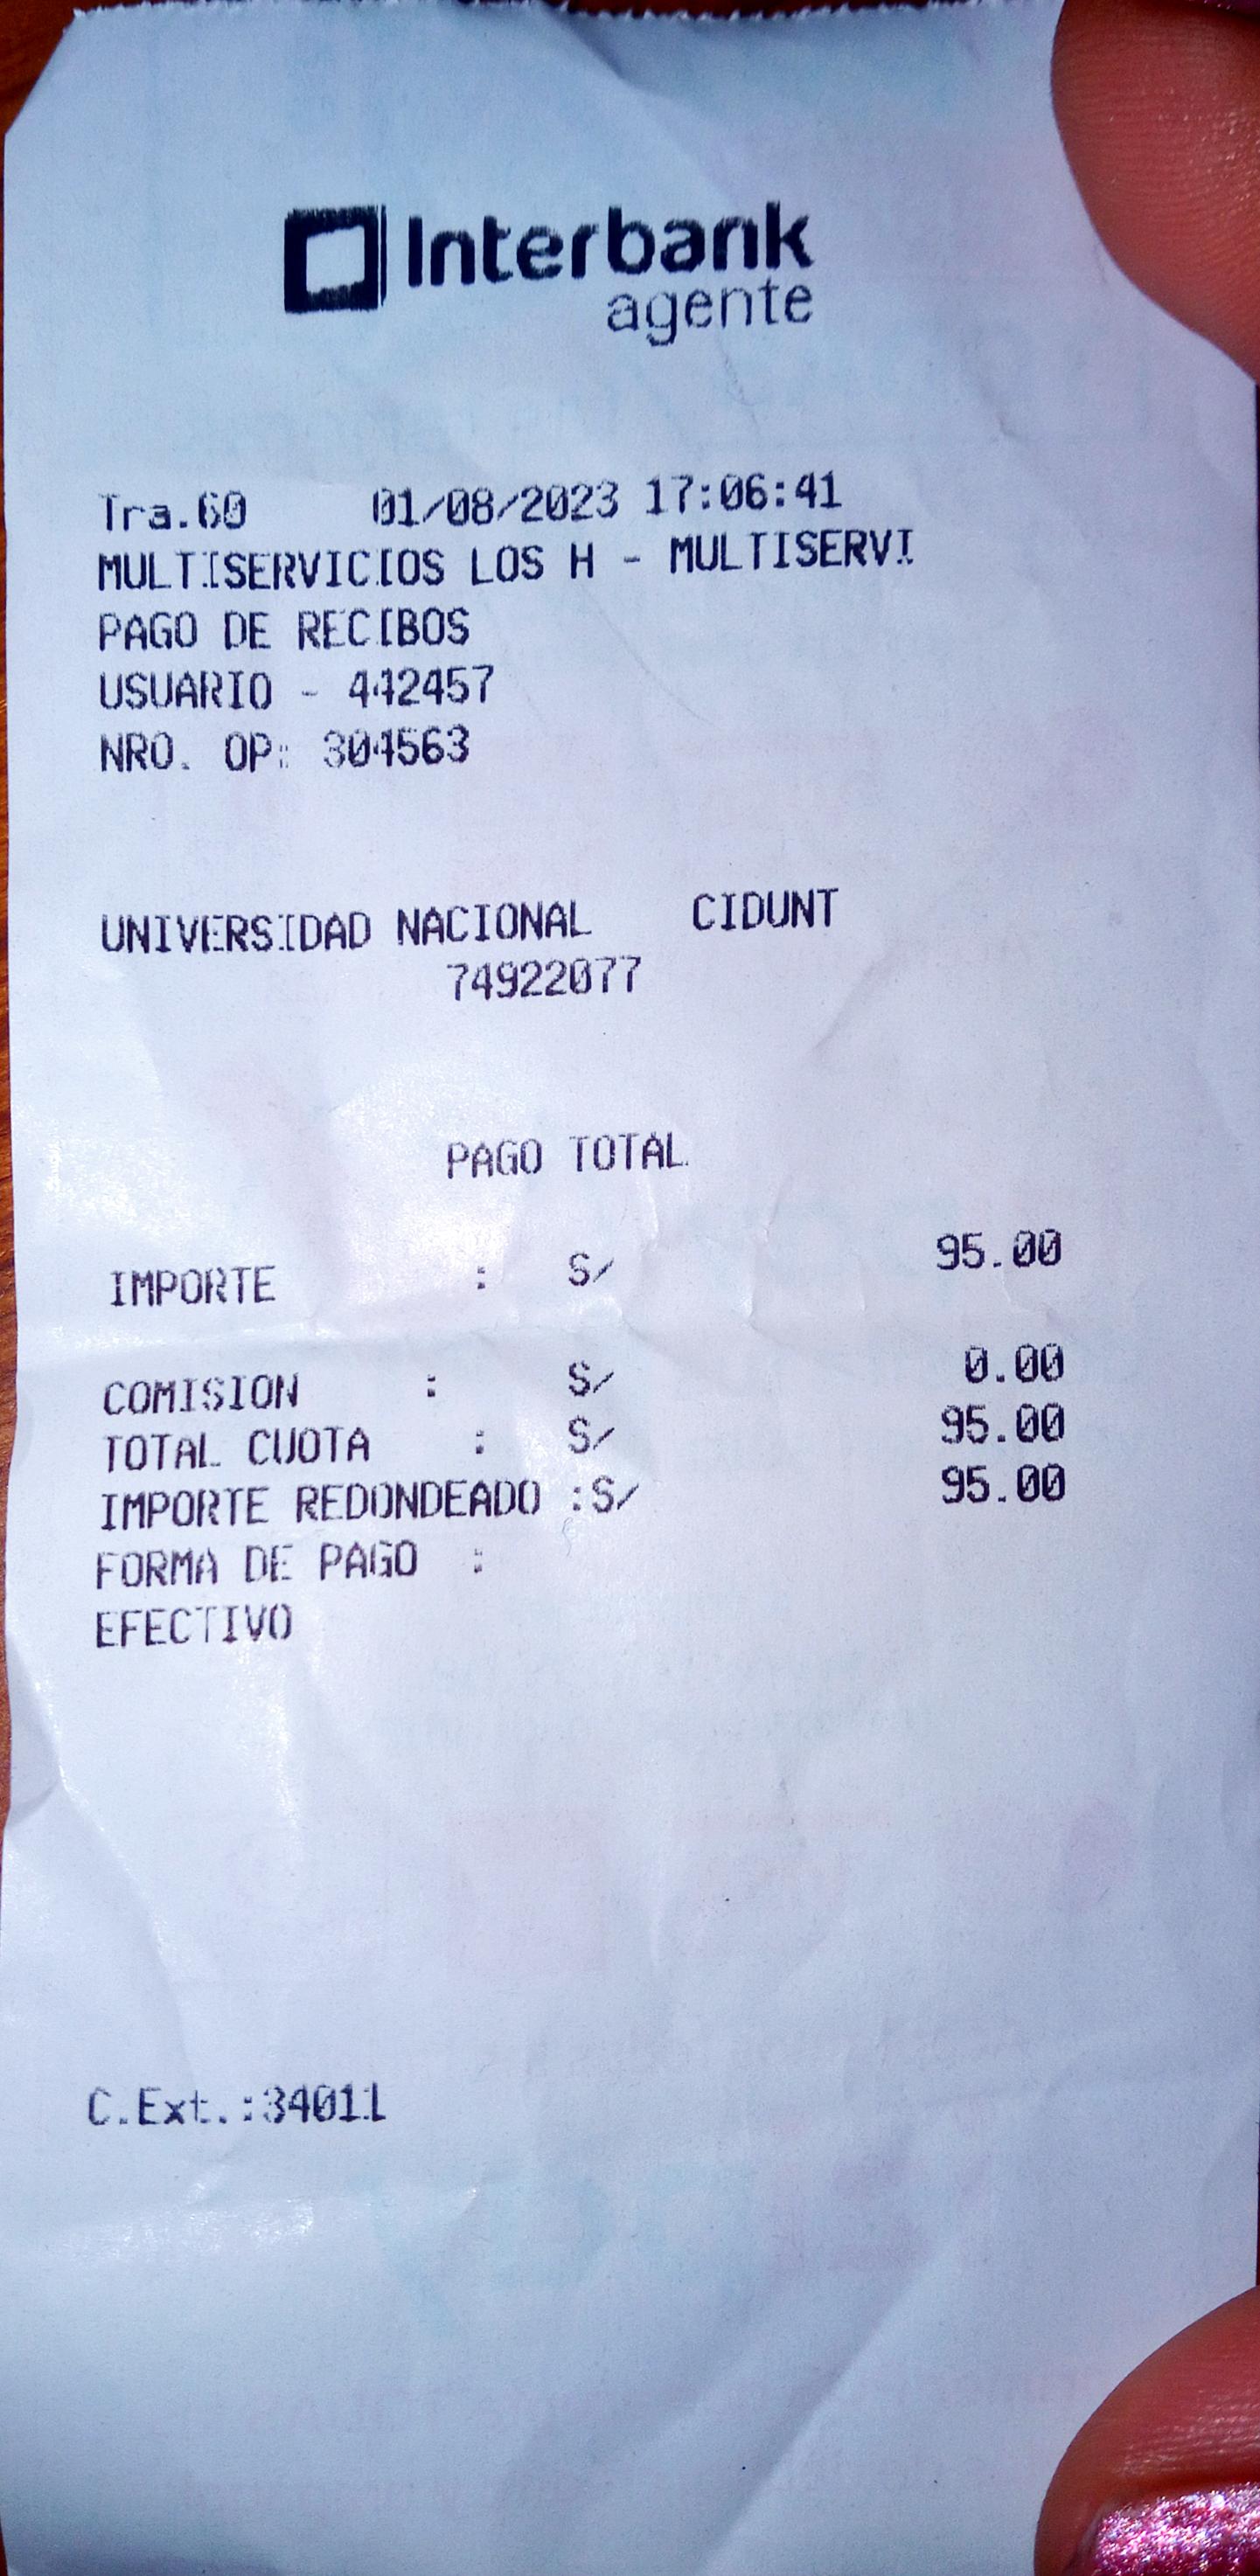 Interbank
agente
Tra.60 01/08/2023 17:06:41
MULTISERVICIOS LOS H - MULTISERVI
PAGO DE RECIBOS
USUARIO - 442457
NRO. OP: 304563
UNIVERSIDAD NACIONAL CIDUNT
74922077
PAGO TOTAL
IMPORTE : S/ 95.00
COMISION : S/ 0.00
TOTAL CUOTA : S/ 95.00
IMPORTE REDONDEADO :S/ 95.00
FORMA DE PAGO :
EFECTIVO
C.Ext.:34011